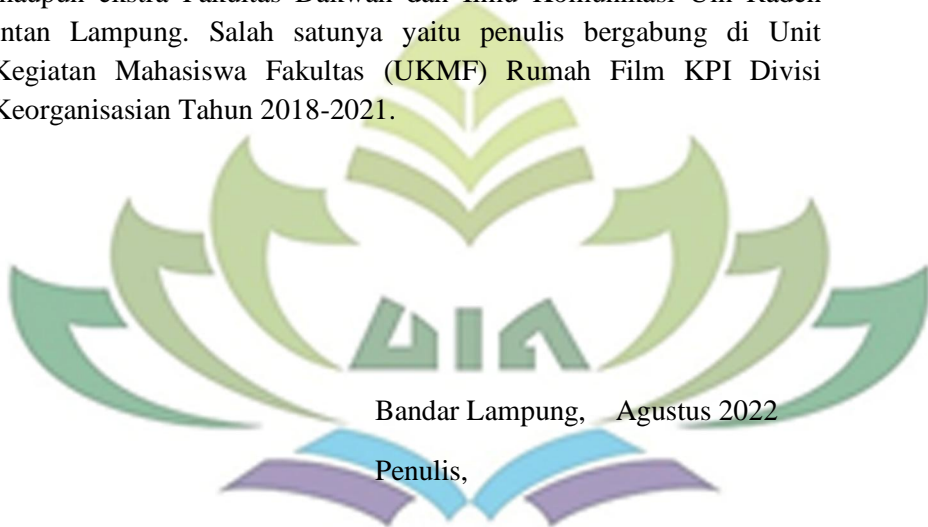 ntan Lampung. Salah satunya yaitu penulis bergabung di Unit
Kegiatan Mahasiswa Fakultas (UKMF) Rumah Film KPI Divisi
Keorganisasian Tahun 2018-2021.
UIN
Bandar Lampung, Agustus 2022
Penulis,